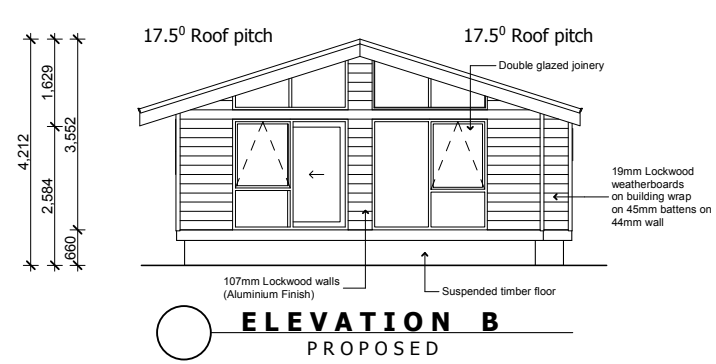 17.5⁰ Roof pitch
17.5⁰ Roof pitch
Double glazed joinery
1,629
3,552
4,212
2,584
660
19mm Lockwood
weatherboards
on building wrap
on 45mm battens on
44mm wall
107mm Lockwood walls
(Aluminium Finish)
Suspended timber floor
ELEVATION B
PROPOSED